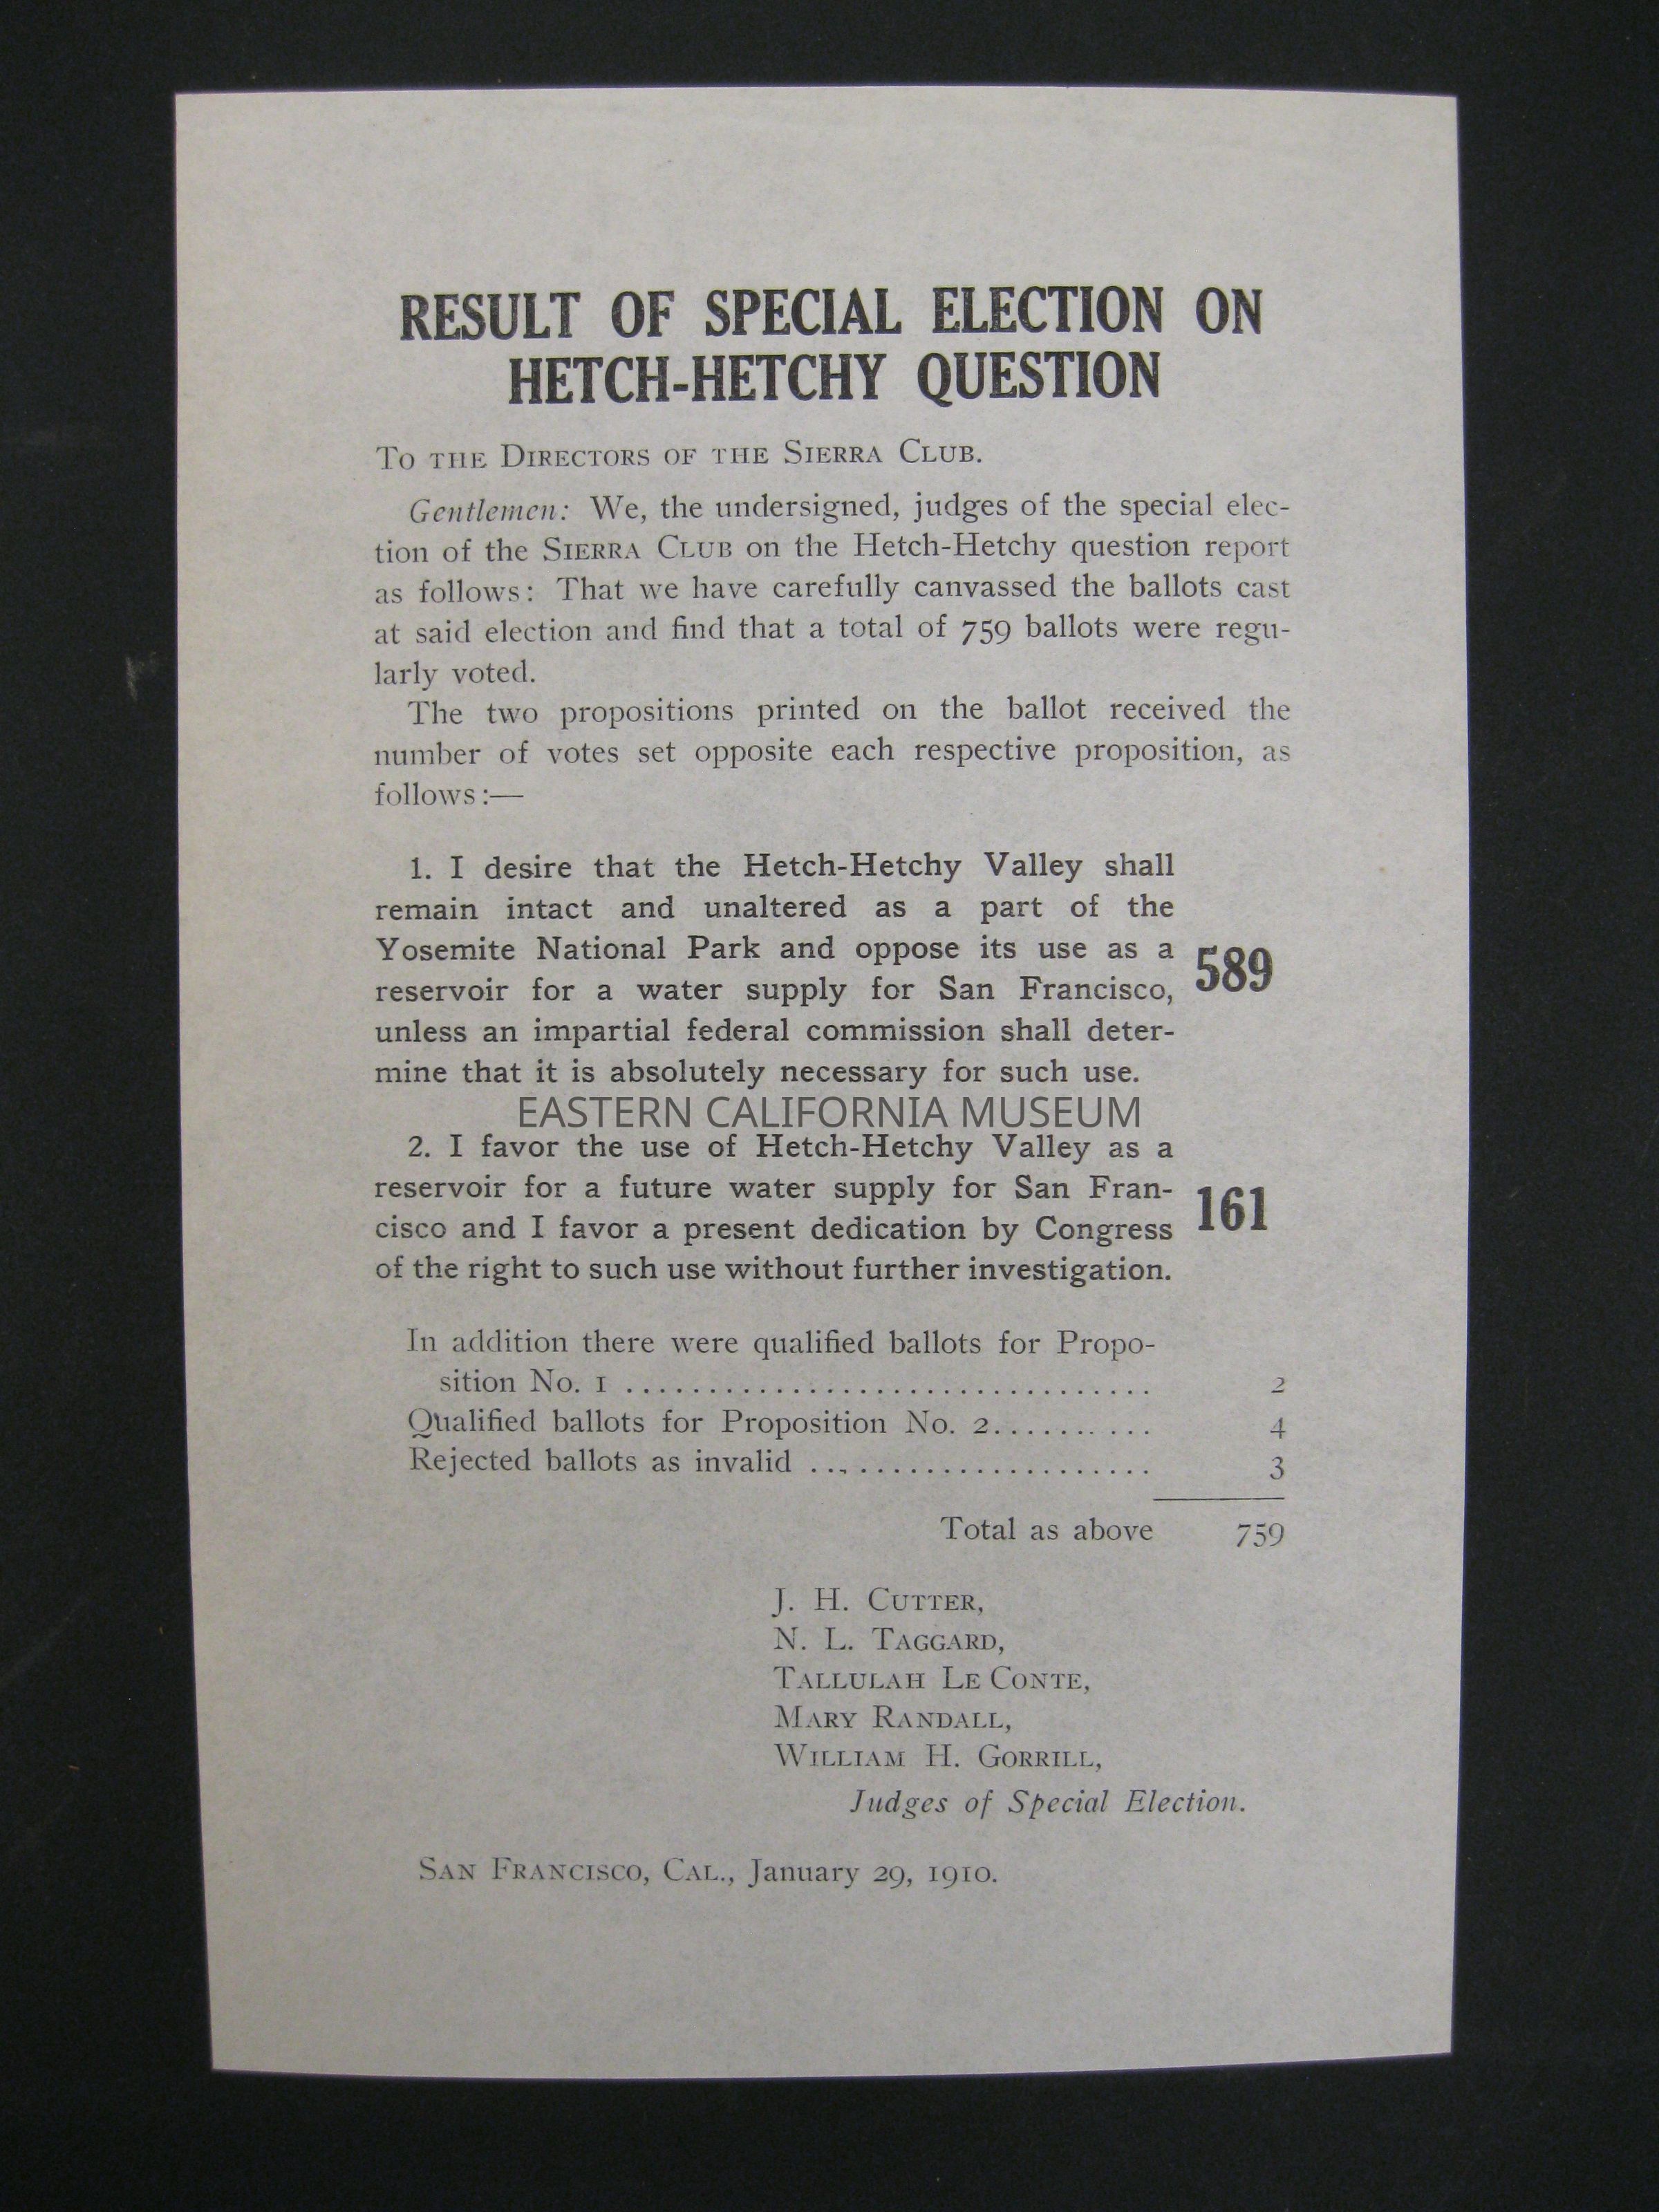 RESULT OF SPECIAL ELECTION ON
HETCH-HETCHY QUESTION
TO THE DIRECTORS OF THE SIERRA CLUB.
Gentlemen: We, the undersigned, judges of the special elec-
tion of the SIERRA CLUB on the Hetch-Hetchy question report
as follows: That we have carefully canvassed the ballots cast
at said election and find that a total of 759 ballots were regu-
larly voted.
The two propositions printed on the ballot received the
number of votes set opposite each respective proposition, as
follows:—
1. I desire that the Hetch-Hetchy Valley shall
remain intact and unaltered as a part of the
Yosemite National Park and oppose its use as a
589
reservoir for a water supply for San Francisco,
unless an impartial federal commission shall deter-
mine that it is absolutely necessary for such use.
EASTERN CALIFORNIA MUSEUM
2. I favor the use of Hetch-Hetchy Valley as a
reservoir for a future water supply for San Fran-
161
cisco and I favor a present dedication by Congress
of the right to such use without further investigation.
In addition there were qualified ballots for Propo-
sition No. 1 ................................ 2
Qualified ballots for Proposition No. 2.......... 4
Rejected ballots as invalid ..................... 3
Total as above 759
J. H. CUTTER,
N. L. TAGGARD,
TALLULAH LE CONTE,
MARY RANDALL,
WILLIAM H. GORRILL,
Judges of Special Election.
SAN FRANCISCO, CAL., January 29, 1910.